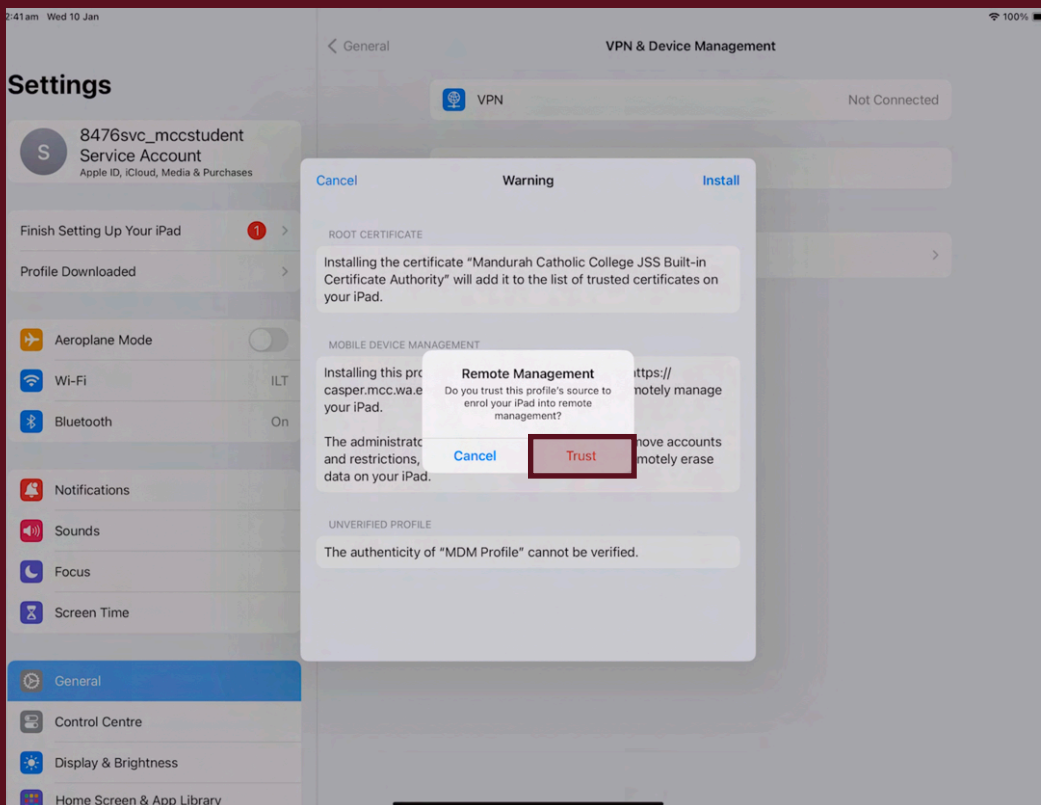 2:41am Wed 10 Jan
100%
General
VPN & Device Management
Settings
VPN
Not Connected
S
8476svc_mccstudent
Service Account
Apple ID, iCloud, Media & Purchases
Cancel
Warning
Install
Finish Setting Up Your iPad
1
Profile Downloaded
ROOT CERTIFICATE
Installing the certificate “Mandurah Catholic College JSS Built-in
Certificate Authority” will add it to the list of trusted certificates on
your iPad.
Aeroplane Mode
Wi-Fi
ILT
Bluetooth
On
MOBILE DEVICE MANAGEMENT
Installing this
casper.mcc.wa.e
motely manage
your iPad.
The administrato
move accounts
and restrictions,
motely erase
data on your iPad.
Remote Management
Do you trust this profile's source to
enrol your iPad into remote
management?
Cancel
Trust
Notifications
Sounds
Focus
Screen Time
UNVERIFIED PROFILE
The authenticity of “MDM Profile” cannot be verified.
General
Control Centre
Display & Brightness
Home Screen & App Library